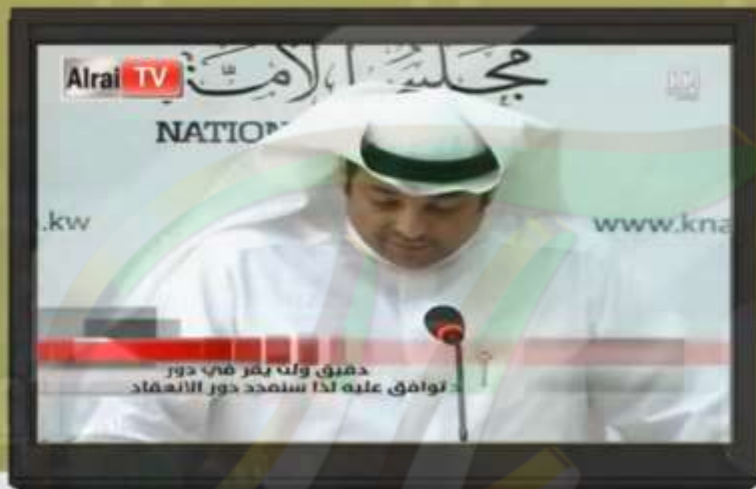 Alrai TV
مجلس الأمة
NATION
.kw
www.kna
دقيق ولن يقر في دور
توافق عليه لذا سنمدد دور الانعقاد